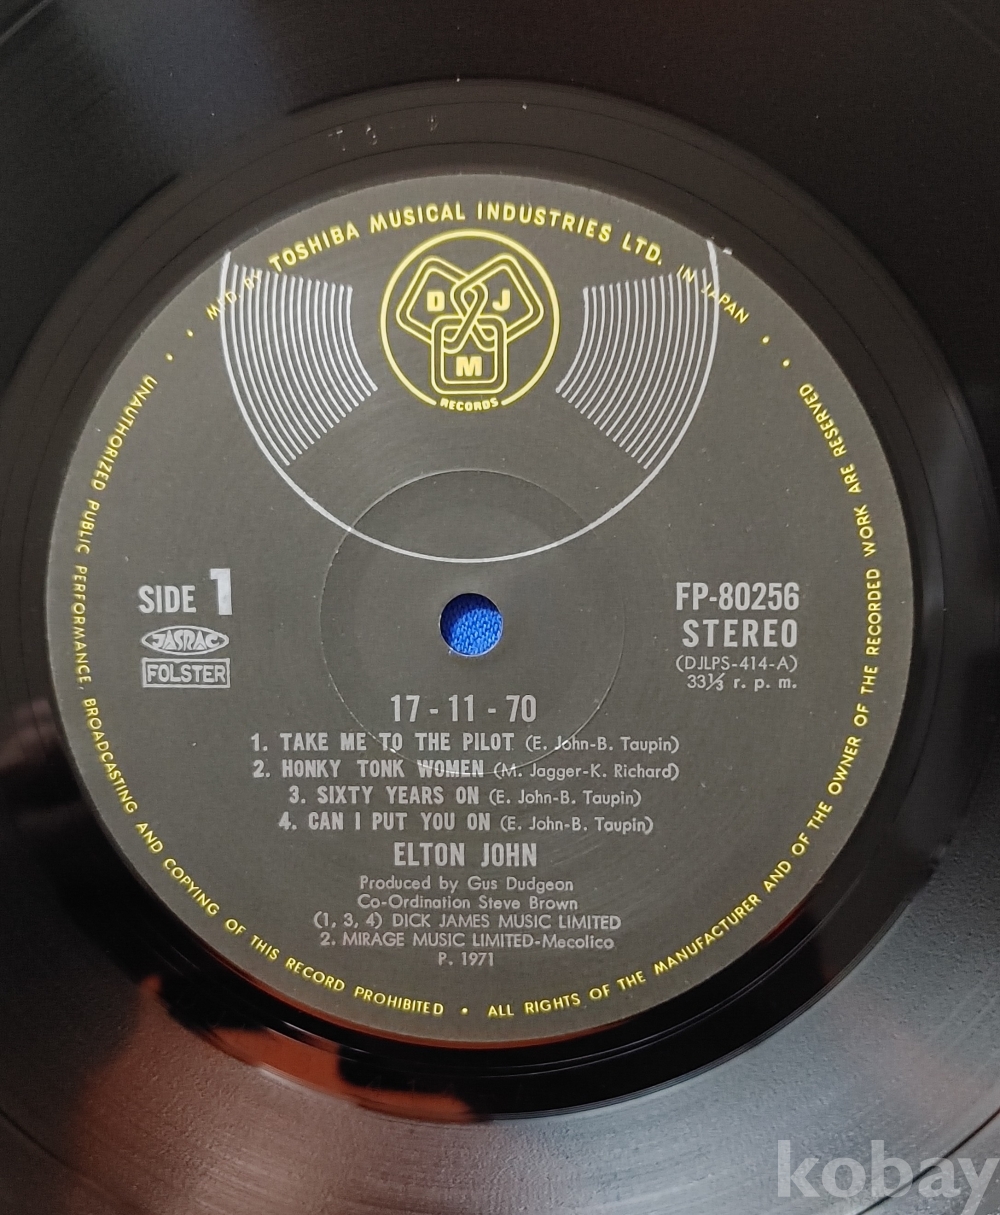 MF'D. BY TOSHIBA MUSICAL INDUSTRIES LTD. IN JAPAN
D J
M
RECORDS
SIDE 1
JASRAC
FOLSTER
FP-80256
STEREO
(DJLPS-414-A)
33⅓ r. p. m.
17-11-70
1. TAKE ME TO THE PILOT (E. John-B. Taupin)
2. HONKY TONK WOMEN (M. Jagger-K. Richard)
3. SIXTY YEARS ON (E. John-B. Taupin)
4. CAN I PUT YOU ON (E. John-B. Taupin)
ELTON JOHN
Produced by Gus Dudgeon
Co-Ordination Steve Brown
(1, 3, 4) DICK JAMES MUSIC LIMITED
2. MIRAGE MUSIC LIMITED-Mecolico
P. 1971
UNAUTHORIZED PUBLIC PERFORMANCE, BROADCASTING AND COPYING OF THIS RECORD PROHIBITED • ALL RIGHTS OF THE MANUFACTURER AND OF THE OWNER OF THE RECORDED WORK ARE RESERVED
kobay